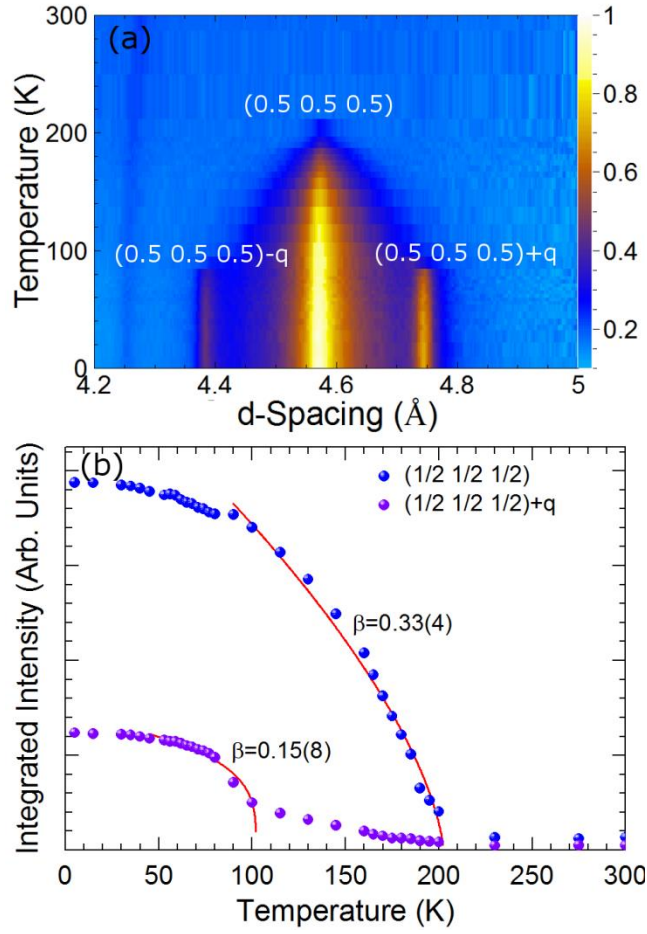 300
(a)
1
(0.5 0.5 0.5)
200
0.8
0.6
Temperature (K)
100
(0.5 0.5 0.5)-q
(0.5 0.5 0.5)+q
0.4
0.2
0
4.2
4.4
4.6
4.8
5
d-Spacing (Å)
(b)
(1/2 1/2 1/2)
(1/2 1/2 1/2)+q
Integrated Intensity (Arb. Units)
β=0.33(4)
β=0.15(8)
0
50
100
150
200
250
300
Temperature (K)